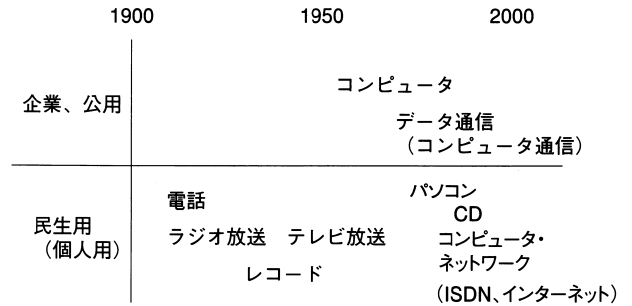 1900 1950 2000
コンピュータ
企業、公用
データ通信
（コンピュータ通信）
電話
パソコン
CD
民生用
（個人用）
ラジオ放送 テレビ放送
コンピュータ・
ネットワーク
レコード
（ISDN、インターネット）